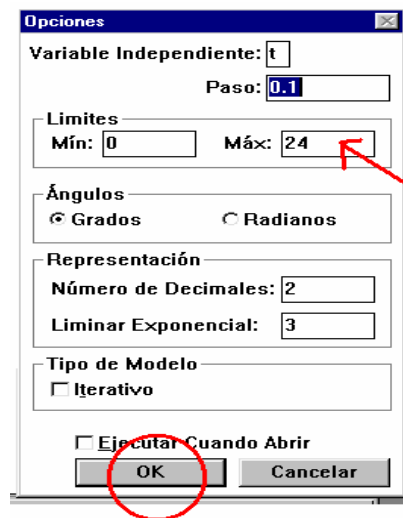 Opciones
Variable Independiente: t
Paso: 0.1
Limites
Mín: 0 Máx: 24
Ángulos
Grados Radianos
Representación
Número de Decimales: 2
Liminar Exponencial: 3
Tipo de Modelo
Iterativo
Ejecutar Cuando Abrir
OK Cancelar